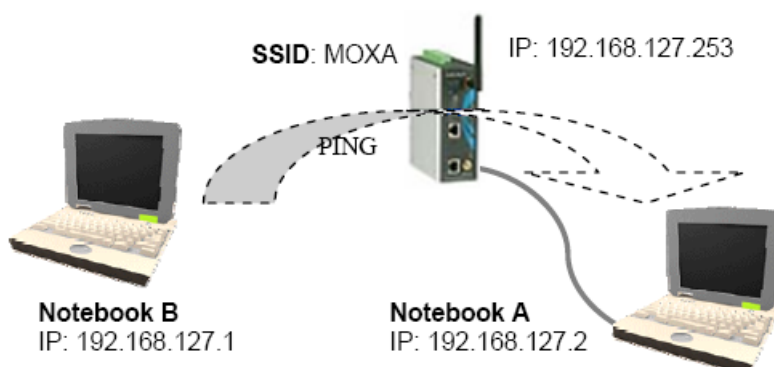 SSID: MOXA
IP: 192.168.127.253
PING
Notebook B
IP: 192.168.127.1
Notebook A
IP: 192.168.127.2